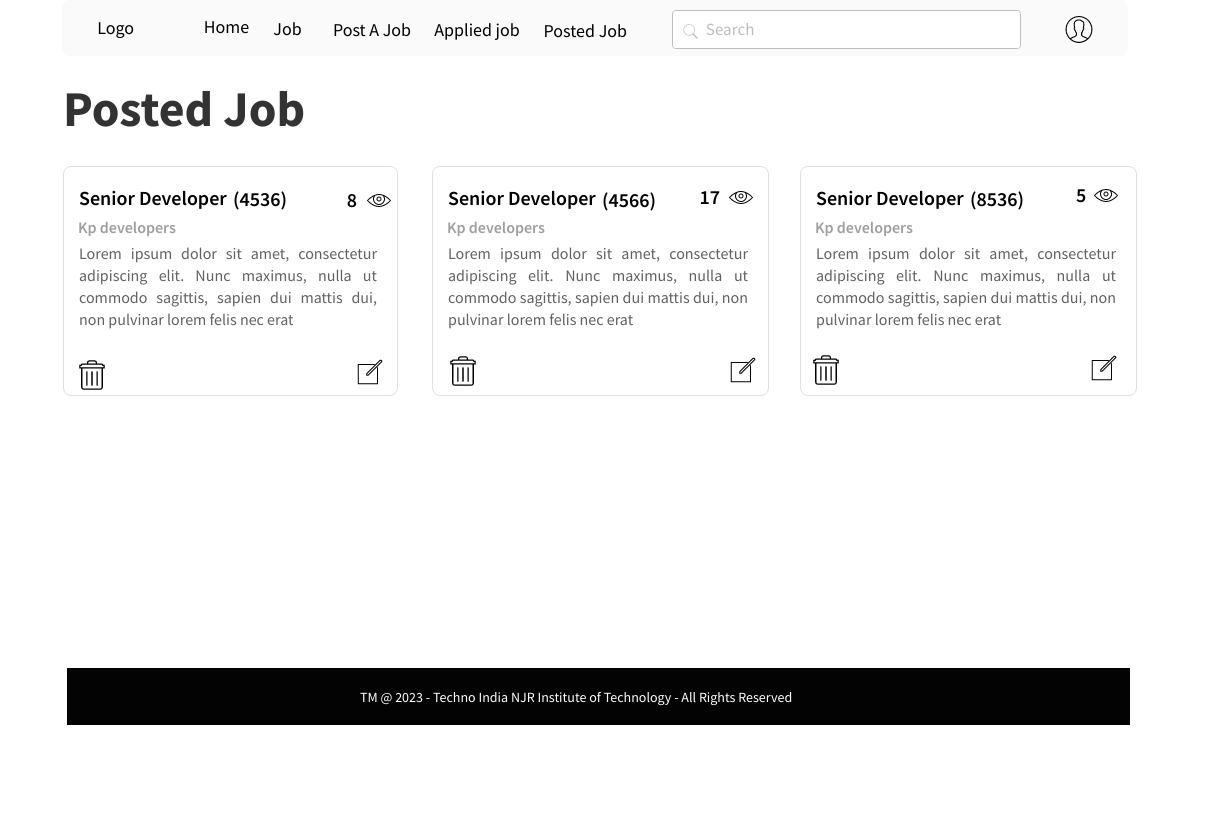 Logo Home Job Post A Job Applied job Posted Job Search
Posted Job
Senior Developer (4536) 8
Kp developers
Lorem ipsum dolor sit amet, consectetur
adipiscing elit. Nunc maximus, nulla ut
commodo sagittis, sapien dui mattis dui,
non pulvinar lorem felis nec erat
Senior Developer (4566) 17
Kp developers
Lorem ipsum dolor sit amet, consectetur
adipiscing elit. Nunc maximus, nulla ut
commodo sagittis, sapien dui mattis dui, non
pulvinar lorem felis nec erat
Senior Developer (8536) 5
Kp developers
Lorem ipsum dolor sit amet, consectetur
adipiscing elit. Nunc maximus, nulla ut
commodo sagittis, sapien dui mattis dui, non
pulvinar lorem felis nec erat
TM @ 2023 - Techno India NJR Institute of Technology - All Rights Reserved